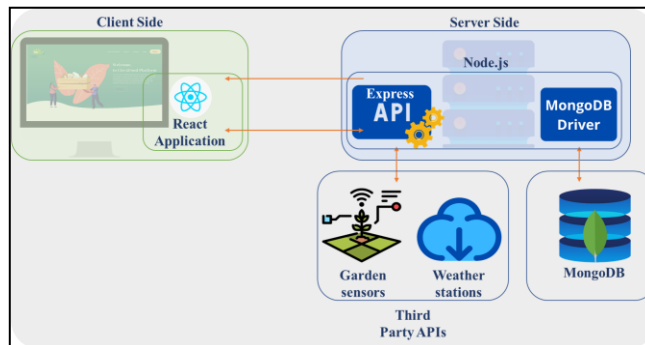 Client Side
Server Side
Node.js
React
Application
Express
API
MongoDB
Driver
Garden
sensors
Weather
stations
MongoDB
Third
Party APIs